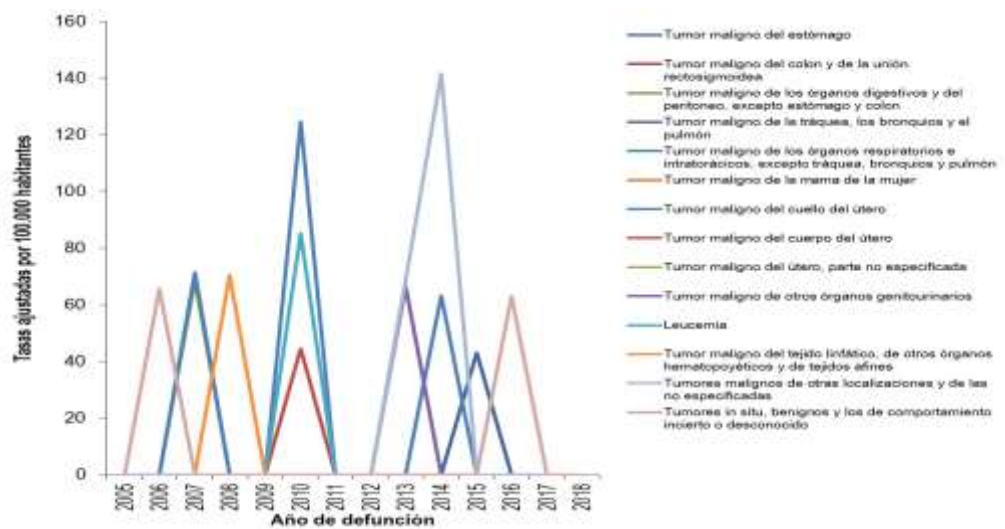 160
140
120
100
80
60
40
20
0
Tasas ajustadas por 100.000 habitantes
2005
2006
2007
2008
2009
2010
2011
2012
2013
2014
2015
2016
2017
2018
Año de defunción
Tumor maligno del estómago
Tumor maligno del colon y de la unión
rectosigmoidea
Tumor maligno de los órganos digestivos y del
peritoneo, excepto estómago y colon
Tumor maligno de la tráquea, los bronquios y el
pulmón
Tumor maligno de los órganos respiratorios e
intratorácicos, excepto tráquea, bronquios y pulmón
Tumor maligno de la mama de la mujer
Tumor maligno del cuello del útero
Tumor maligno del cuerpo del útero
Tumor maligno del útero, parte no especificada
Tumor maligno de otros órganos genitourinarios
Leucemia
Tumor maligno del tejido linfático, de otros órganos
hematopoyéticos y de tejidos afines
Tumores malignos de otras localizaciones y de las
no especificadas
Tumores in situ, benignos y los de comportamiento
incierto o desconocido